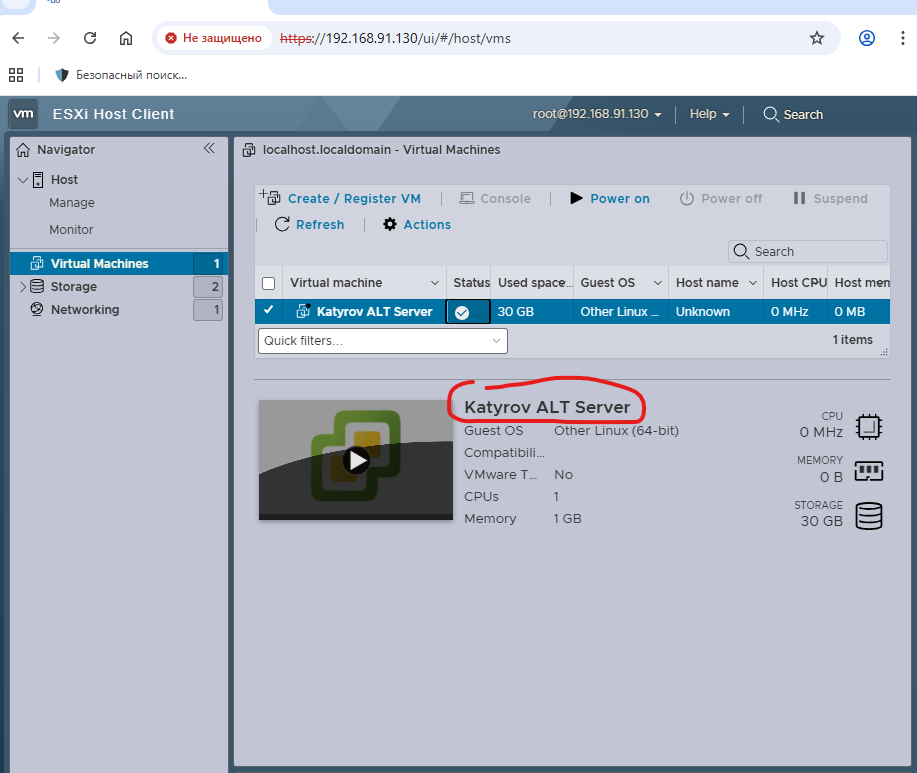 Не защищено https://192.168.91.130/ui/#/host/vms
Безопасный поиск...
vm ESXi Host Client root@192.168.91.130 Help Search
Navigator
localhost.localdomain - Virtual Machines
Host
Manage
Monitor
Virtual Machines 1
Storage 2
Networking 1
Create / Register VM Console Power on Power off Suspend
Refresh Actions
Search
Virtual machine Status Used space... Guest OS Host name Host CPU Host mem
Katyrov ALT Server 30 GB Other Linux ... Unknown 0 MHz 0 MB
Quick filters... 1 items
Katyrov ALT Server
Guest OS Other Linux (64-bit)
Compatibili...
VMware T... No
CPUs 1
Memory 1 GB
CPU
0 MHz
MEMORY
0 B
STORAGE
30 GB